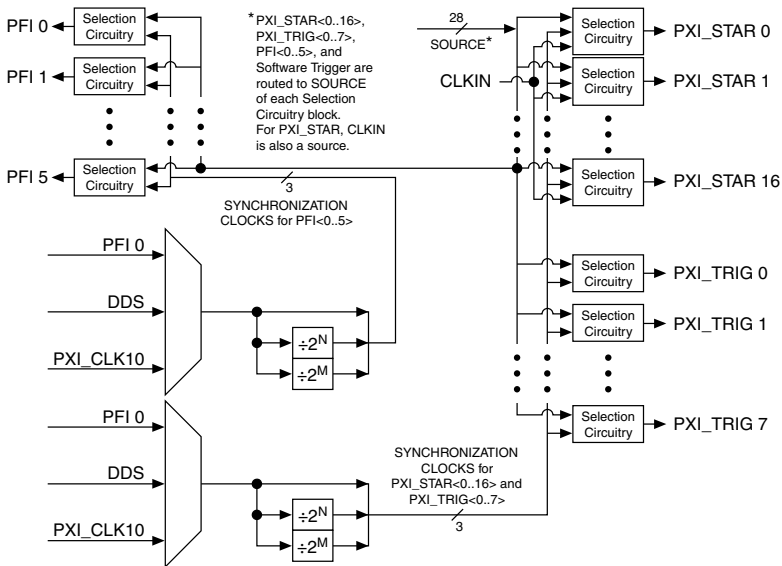 PFI 0
Selection
Circuitry
PFI 1
Selection
Circuitry
PFI 5
Selection
Circuitry
*PXI_STAR<0..16>,
PXI_TRIG<0..7>,
PFI<0..5>, and
Software Trigger are
routed to SOURCE
of each Selection
Circuitry block.
For PXI_STAR, CLKIN
is also a source.
28
SOURCE*
CLKIN
Selection
Circuitry
PXI_STAR 0
Selection
Circuitry
PXI_STAR 1
Selection
Circuitry
PXI_STAR 16
3
SYNCHRONIZATION
CLOCKS for PFI<0..5>
PFI 0
DDS
PXI_CLK10
÷2^N
÷2^M
Selection
Circuitry
PXI_TRIG 0
Selection
Circuitry
PXI_TRIG 1
Selection
Circuitry
PXI_TRIG 7
PFI 0
DDS
PXI_CLK10
÷2^N
÷2^M
SYNCHRONIZATION
CLOCKS for
PXI_STAR<0..16> and
PXI_TRIG<0..7>
3